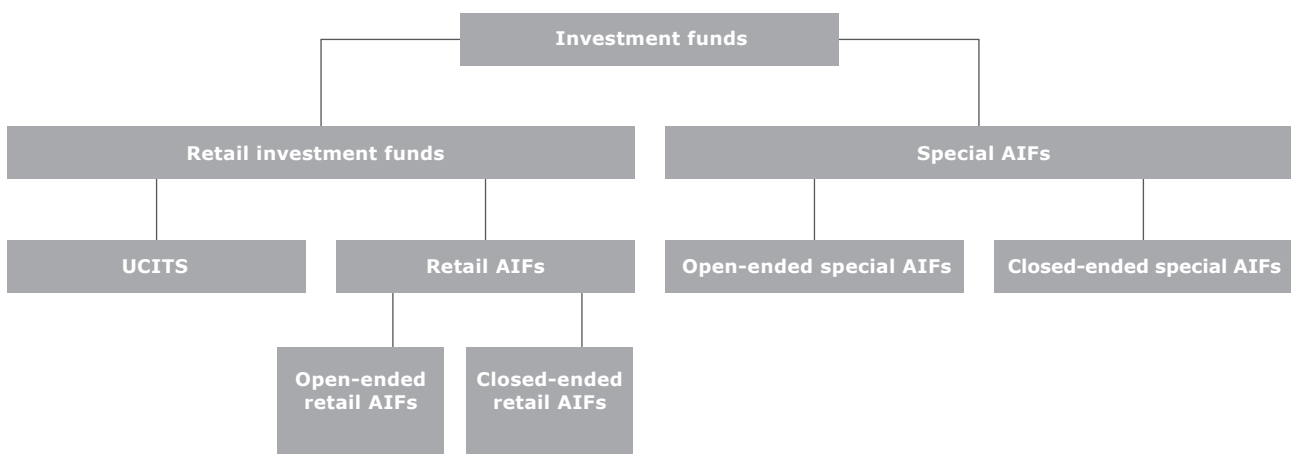 Investment funds
Retail investment funds
Special AIFs
UCITS
Retail AIFs
Open-ended special AIFs
Closed-ended special AIFs
Open-ended
retail AIFs
Closed-ended
retail AIFs